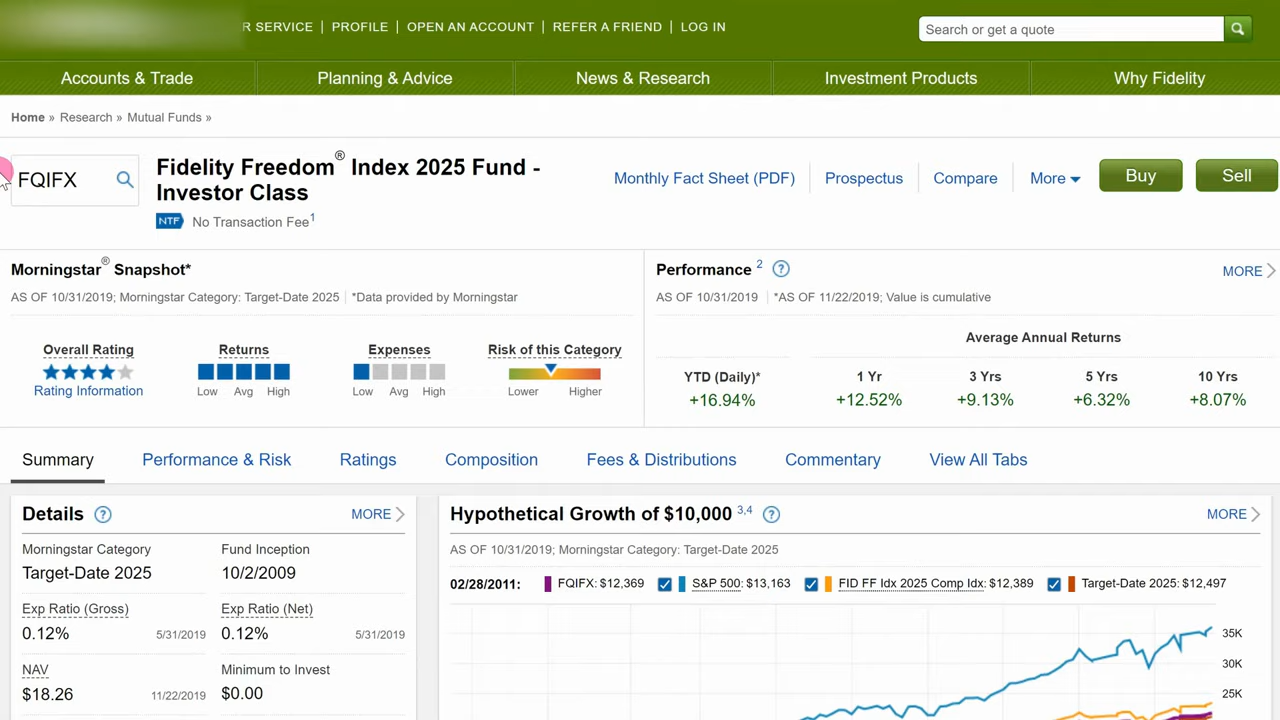 R SERVICE | PROFILE | OPEN AN ACCOUNT | REFER A FRIEND | LOG IN
Search or get a quote
Accounts & Trade
Planning & Advice
News & Research
Investment Products
Why Fidelity
Home » Research » Mutual Funds »
FQIFX
Fidelity Freedom® Index 2025 Fund -
Investor Class
NTF No Transaction Fee1
Monthly Fact Sheet (PDF)
Prospectus
Compare
More
Buy
Sell
Morningstar® Snapshot*
AS OF 10/31/2019; Morningstar Category: Target-Date 2025 | *Data provided by Morningstar
Overall Rating
Rating Information
Returns
Low Avg High
Expenses
Low Avg High
Risk of this Category
Lower Higher
Performance 2 ?
MORE
AS OF 10/31/2019 | *AS OF 11/22/2019; Value is cumulative
Average Annual Returns
YTD (Daily)* 1 Yr 3 Yrs 5 Yrs 10 Yrs
+16.94% +12.52% +9.13% +6.32% +8.07%
Summary
Performance & Risk
Ratings
Composition
Fees & Distributions
Commentary
View All Tabs
Details ?
MORE
Morningstar Category
Target-Date 2025
Fund Inception
10/2/2009
Exp Ratio (Gross)
0.12% 5/31/2019
Exp Ratio (Net)
0.12% 5/31/2019
NAV
$18.26 11/22/2019
Minimum to Invest
$0.00
Hypothetical Growth of $10,000 3,4 ?
MORE
AS OF 10/31/2019; Morningstar Category: Target-Date 2025
02/28/2011: FQIFX: $12,369 S&P 500: $13,163 FID FF Idx 2025 Comp Idx: $12,389 Target-Date 2025: $12,497
35K
30K
25K